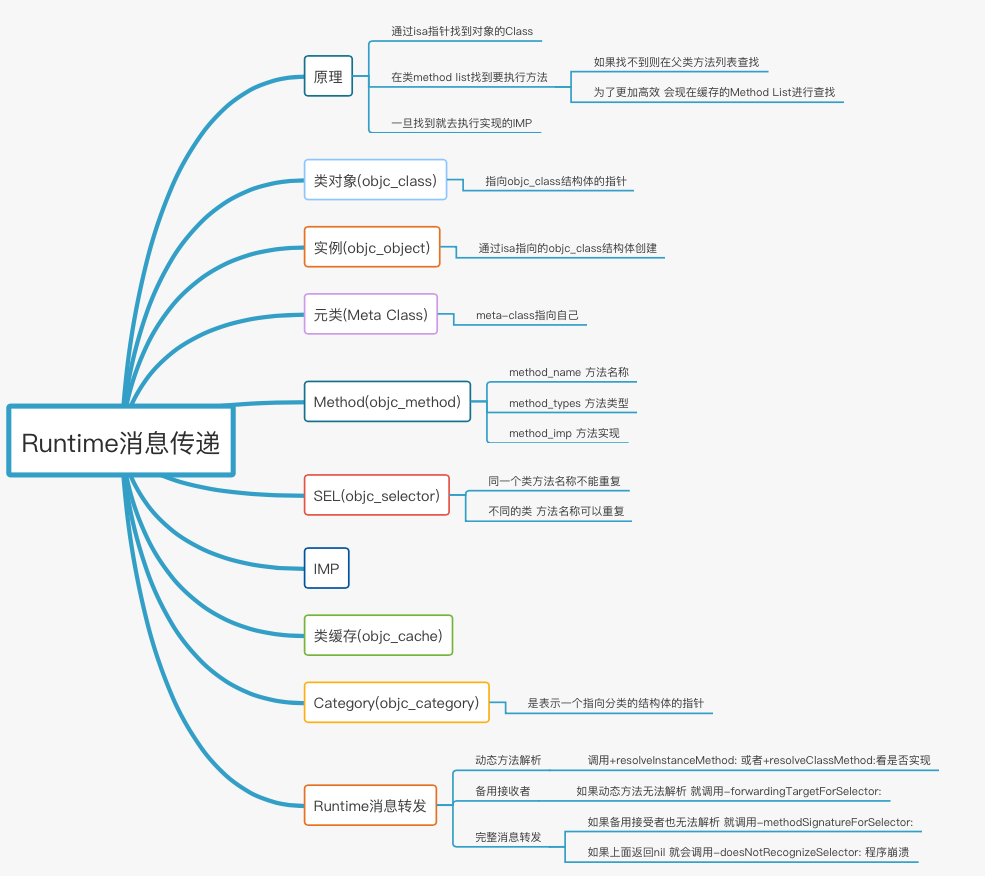 Runtime消息传递
原理
通过isa指针找到对象的Class
在类method list找到要执行方法
如果找不到则在父类方法列表查找
为了更加高效 会现在缓存的Method List进行查找
一旦找到就去执行实现的IMP
类对象(objc_class)
指向objc_class结构体的指针
实例(objc_object)
通过isa指向的objc_class结构体创建
元类(Meta Class)
meta-class指向自己
Method(objc_method)
method_name 方法名称
method_types 方法类型
method_imp 方法实现
SEL(objc_selector)
同一个类方法名称不能重复
不同的类 方法名称可以重复
IMP
类缓存(objc_cache)
Category(objc_category)
是表示一个指向分类的结构体的指针
Runtime消息转发
动态方法解析
调用+resolveInstanceMethod: 或者+resolveClassMethod:看是否实现
备用接收者
如果动态方法无法解析 就调用-forwardingTargetForSelector:
完整消息转发
如果备用接受者也无法解析 就调用-methodSignatureForSelector:
如果上面返回nil 就会调用-doesNotRecognizeSelector: 程序崩溃